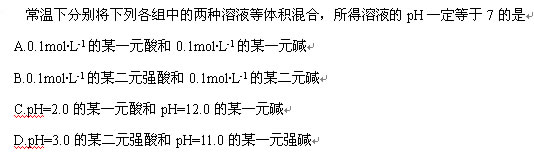 常温下分别将下列各组中的两种溶液等体积混合，所得溶液的 pH 一定等于 7 的是
A.0.1mol·L⁻¹的某一元酸和 0.1mol·L⁻¹的某一元碱
B.0.1mol·L⁻¹的某二元强酸和 0.1mol·L⁻¹的某二元碱
C.pH=2.0 的某一元酸和 pH=12.0 的某一元碱
D.pH=3.0 的某二元强酸和 pH=11.0 的某一元强碱